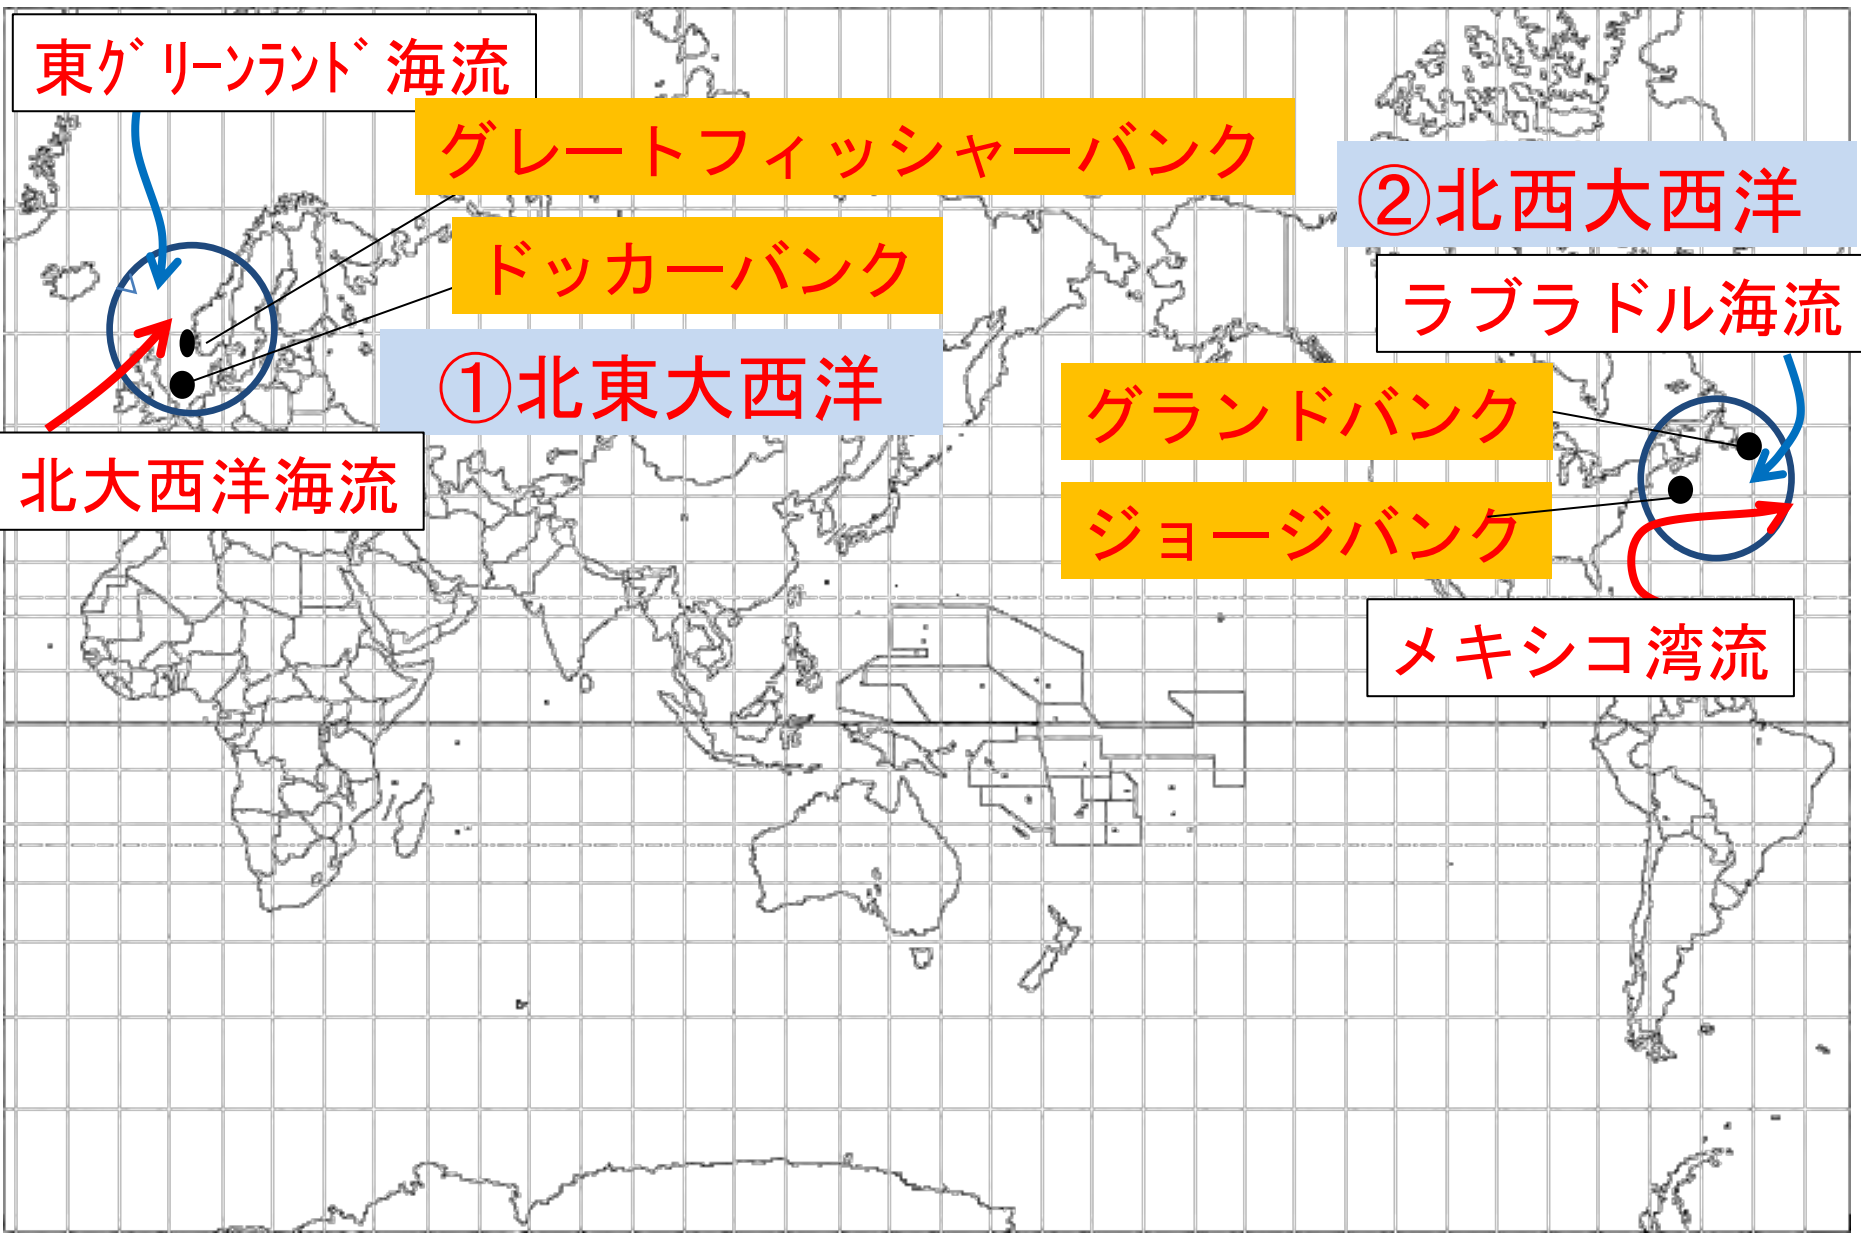 東ｸﾞﾘｰﾝﾗﾝﾄﾞ海流
グレートフィッシャーバンク
②北西大西洋
ドッカーバンク
ラブラドル海流
①北東大西洋
グランドバンク
北大西洋海流
ジョージバンク
メキシコ湾流